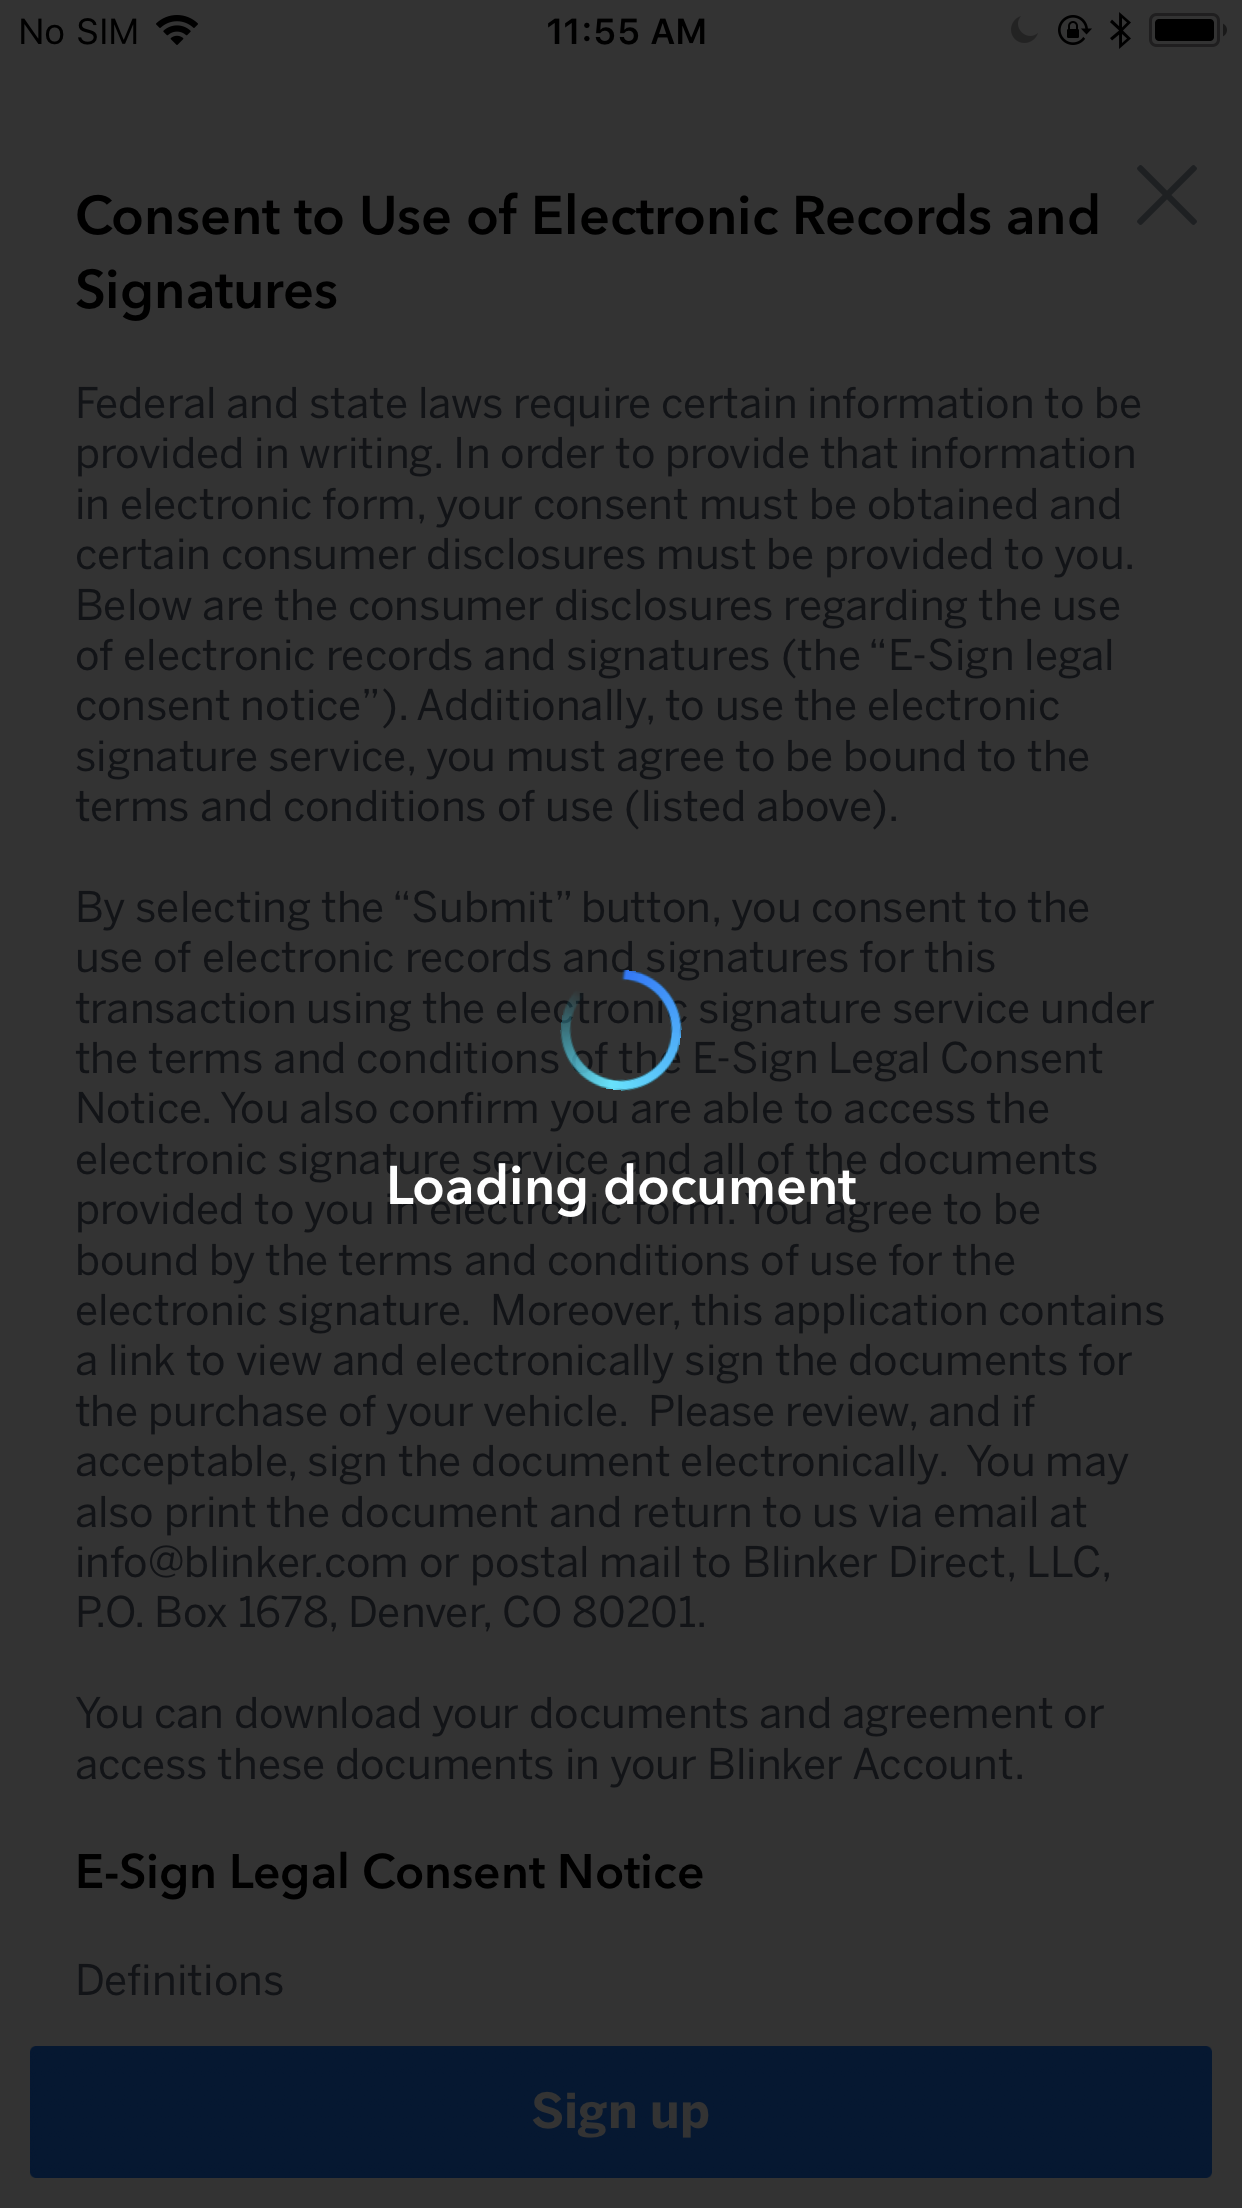 No SIM
11:55 AM
Consent to Use of Electronic Records and
Signatures
Federal and state laws require certain information to be
provided in writing. In order to provide that information
in electronic form, your consent must be obtained and
certain consumer disclosures must be provided to you.
Below are the consumer disclosures regarding the use
of electronic records and signatures (the “E-Sign legal
consent notice”). Additionally, to use the electronic
signature service, you must agree to be bound to the
terms and conditions of use (listed above).
By selecting the “Submit” button, you consent to the
use of electronic records and signatures for this
transaction using the electronic signature service under
the terms and conditions of the E-Sign Legal Consent
Notice. You also confirm you are able to access the
electronic signature service and all of the documents
Loading document
provided to you in electronic form. You agree to be
bound by the terms and conditions of use for the
electronic signature.  Moreover, this application contains
a link to view and electronically sign the documents for
the purchase of your vehicle.  Please review, and if
acceptable, sign the document electronically.  You may
also print the document and return to us via email at
info@blinker.com or postal mail to Blinker Direct, LLC,
P.O. Box 1678, Denver, CO 80201.
You can download your documents and agreement or
access these documents in your Blinker Account.
E-Sign Legal Consent Notice
Definitions
Sign up